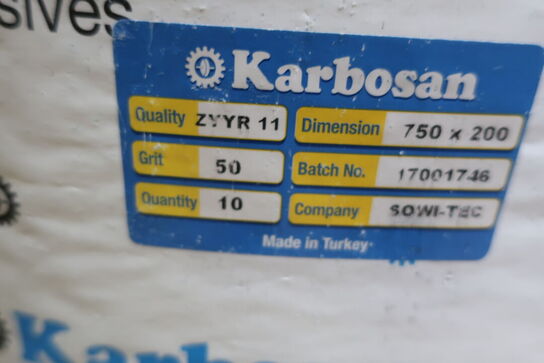 sives
Karbosan
Quality ZYYR 11 Dimension 750 x 200
Grit 50 Batch No. 17001746
Quantity 10 Company SOWI-TEC
Made in Turkey
Karbosan